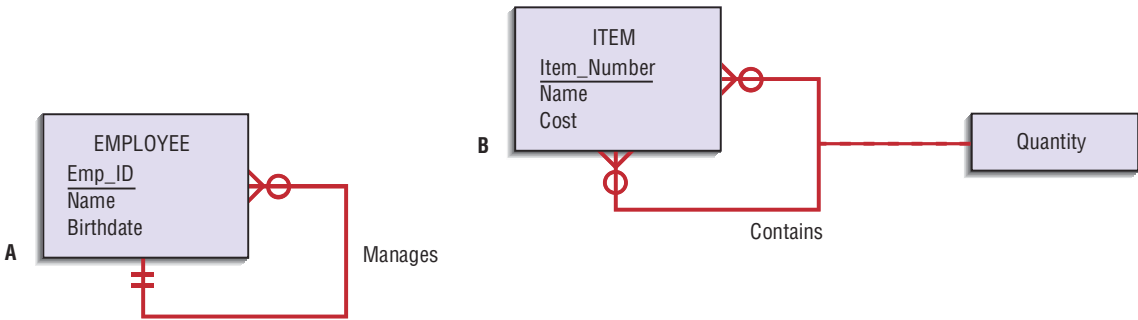 A
EMPLOYEE
Emp_ID
Name
Birthdate
Manages
B
ITEM
Item_Number
Name
Cost
Contains
Quantity